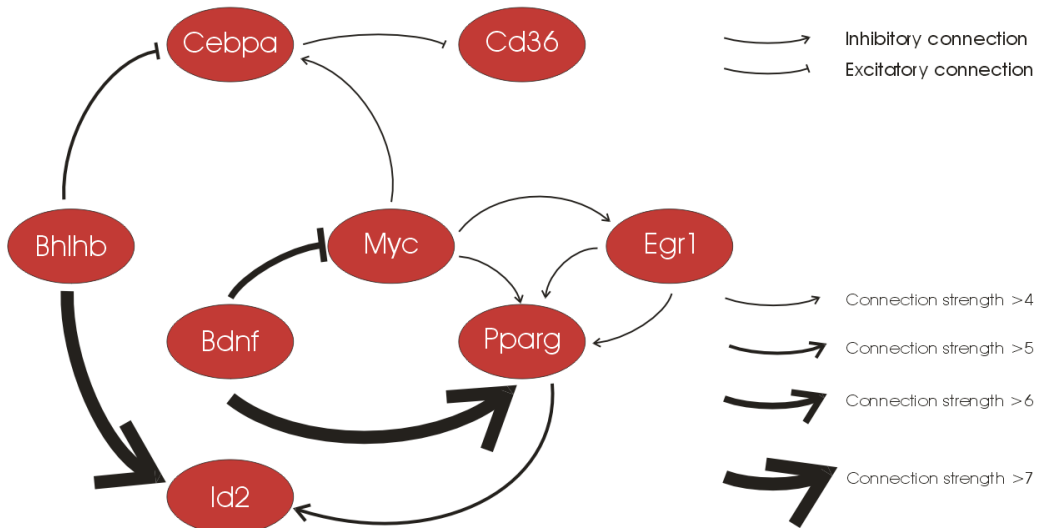 Cebpa
Cd36
Inhibitory connection
Excitatory connection
Bhlhb
Myc
Egr1
Bdnf
Pparg
Id2
Connection strength >4
Connection strength >5
Connection strength >6
Connection strength >7